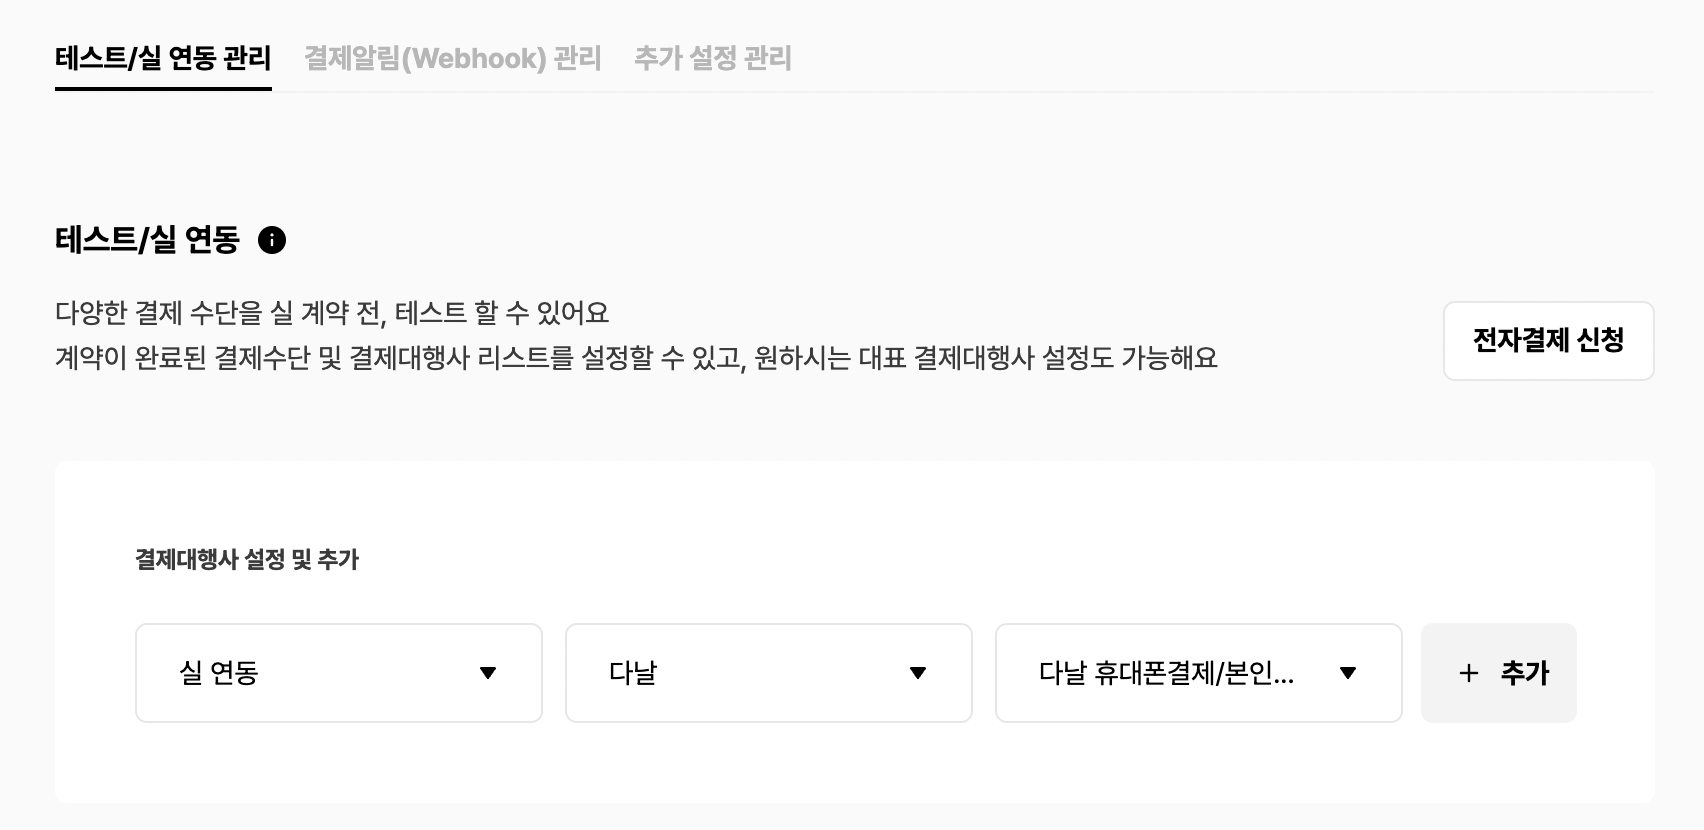 테스트/실 연동 관리 결제알림(Webhook) 관리 추가 설정 관리
테스트/실 연동
다양한 결제 수단을 실 계약 전, 테스트 할 수 있어요
계약이 완료된 결제수단 및 결제대행사 리스트를 설정할 수 있고, 원하시는 대표 결제대행사 설정도 가능해요
전자결제 신청
결제대행사 설정 및 추가
실 연동 다날 다날 휴대폰결제/본인... + 추가